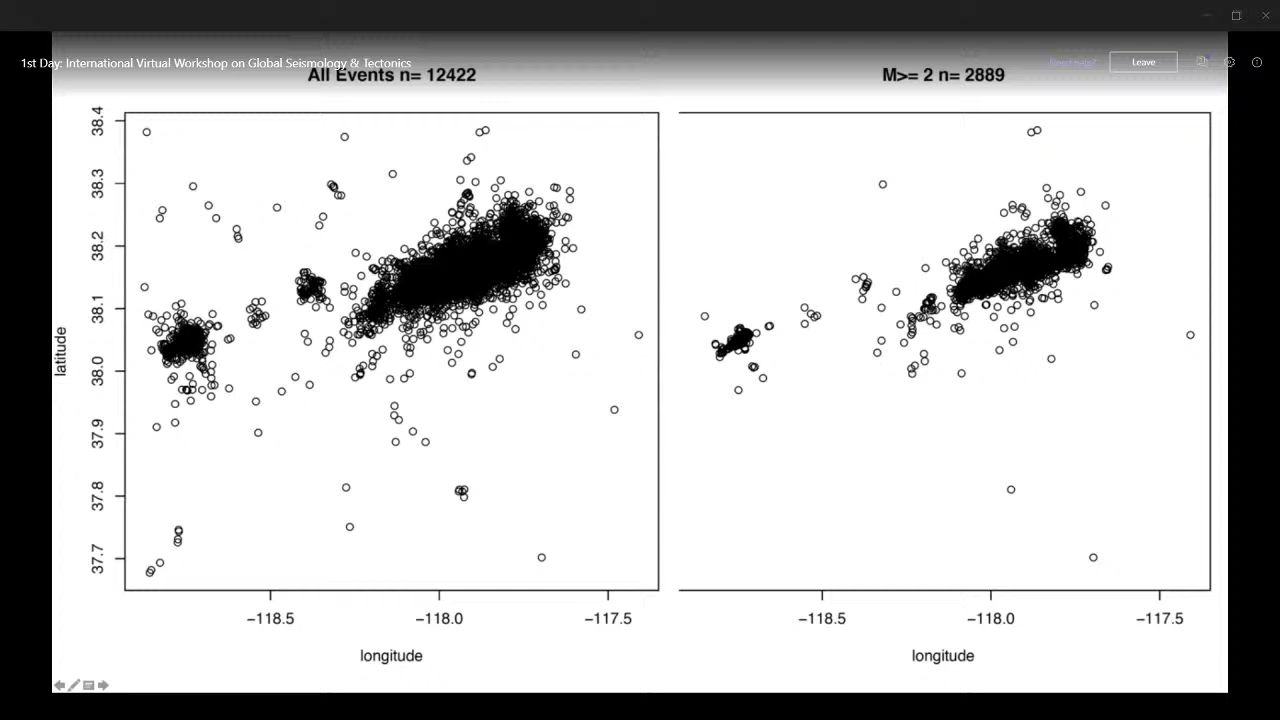 1st Day: International Virtual Workshop on Global Seismology & Tectonics
Leave
All Events n= 12422
M>= 2 n= 2889
38.4
38.3
38.2
38.1
38.0
37.9
37.8
37.7
latitude
−118.5
−118.0
−117.5
−118.5
−118.0
−117.5
longitude
longitude